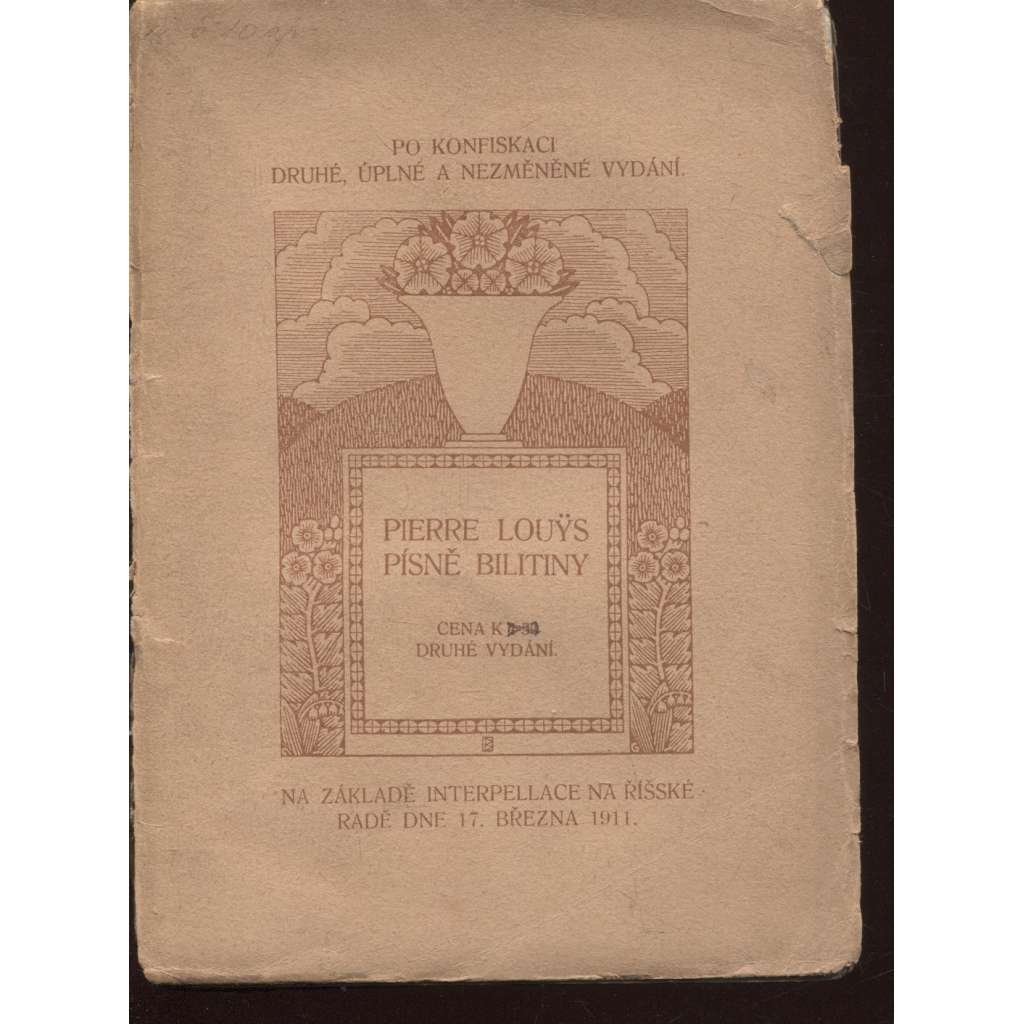 PO KONFISKACI
DRUHÉ, ÚPLNÉ A NEZMĚNĚNÉ VYDÁNÍ.
PIERRE LOUŸS
PÍSNĚ BILITINY
CENA K
DRUHÉ VYDÁNÍ.
NA ZÁKLADĚ INTERPELLACE NA ŘÍŠSKÉ
RADĚ DNE 17. BŘEZNA 1911.